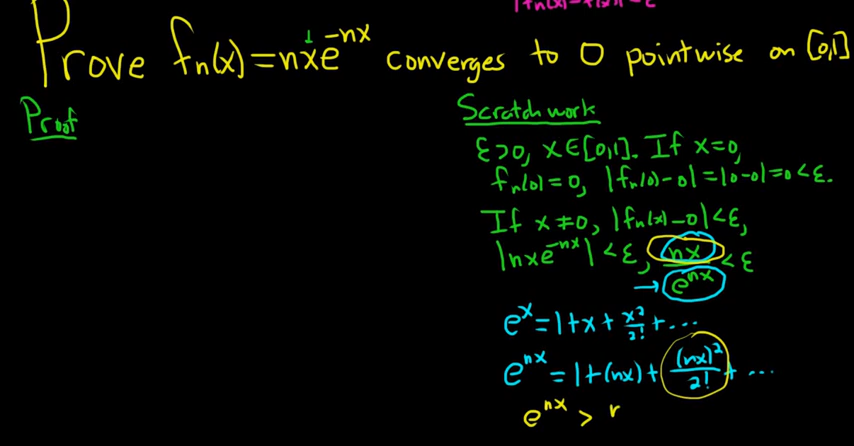 |fn(x)-f(x)|<ε
Prove fn(x)=nxe^-nx converges to 0 pointwise on [0,1]
Proof
Scratchwork
ε>0, x∈[0,1]. If x=0,
fn(0)=0, |fn(0)-0|=|0-0|=0<ε.
If x≠0, |fn(x)-0|<ε,
|nxe^-nx|<ε, nx/e^nx <ε
e^x=1+x+x²/2!+...
e^nx=1+(nx)+(nx)²/2!+...
e^nx >